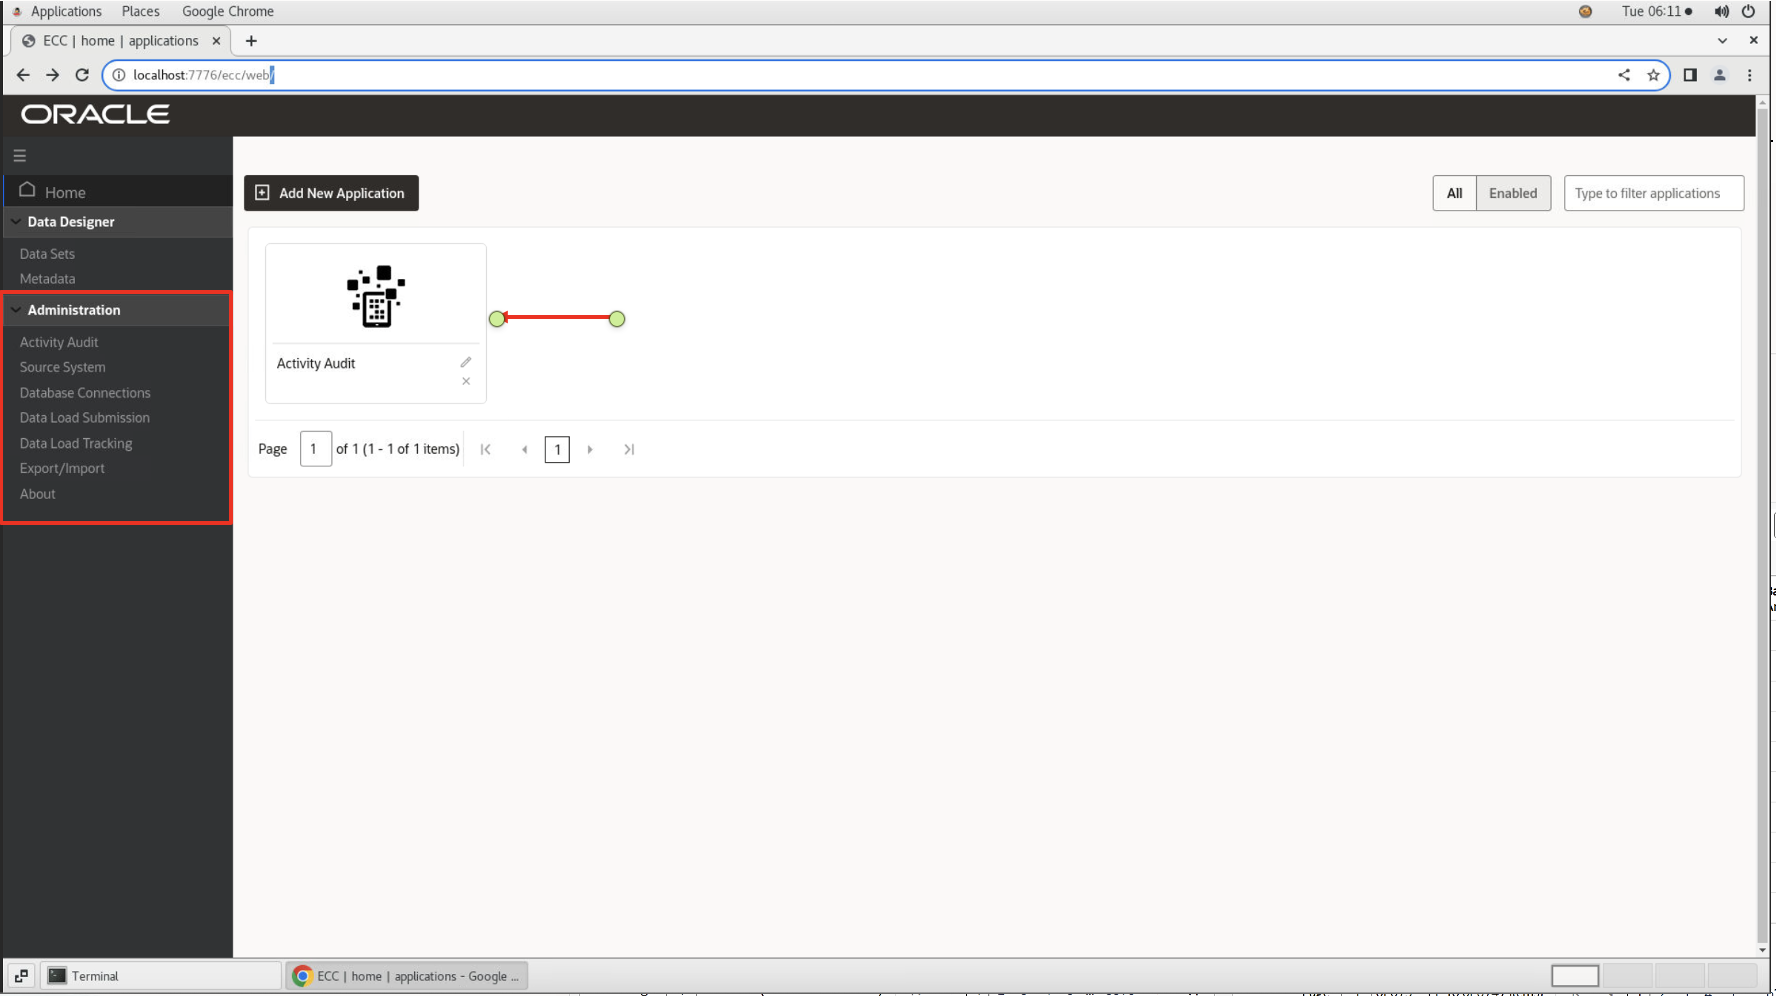 Applications Places Google Chrome Tue 06:11
ECC | home | applications
localhost:7776/ecc/web/
ORACLE
Home
Data Designer
Data Sets
Metadata
Administration
Activity Audit
Source System
Database Connections
Data Load Submission
Data Load Tracking
Export/Import
About
Add New Application
All Enabled Type to filter applications
Activity Audit
Page 1 of 1 (1 - 1 of 1 items) 1
Terminal ECC | home | applications - Google ...